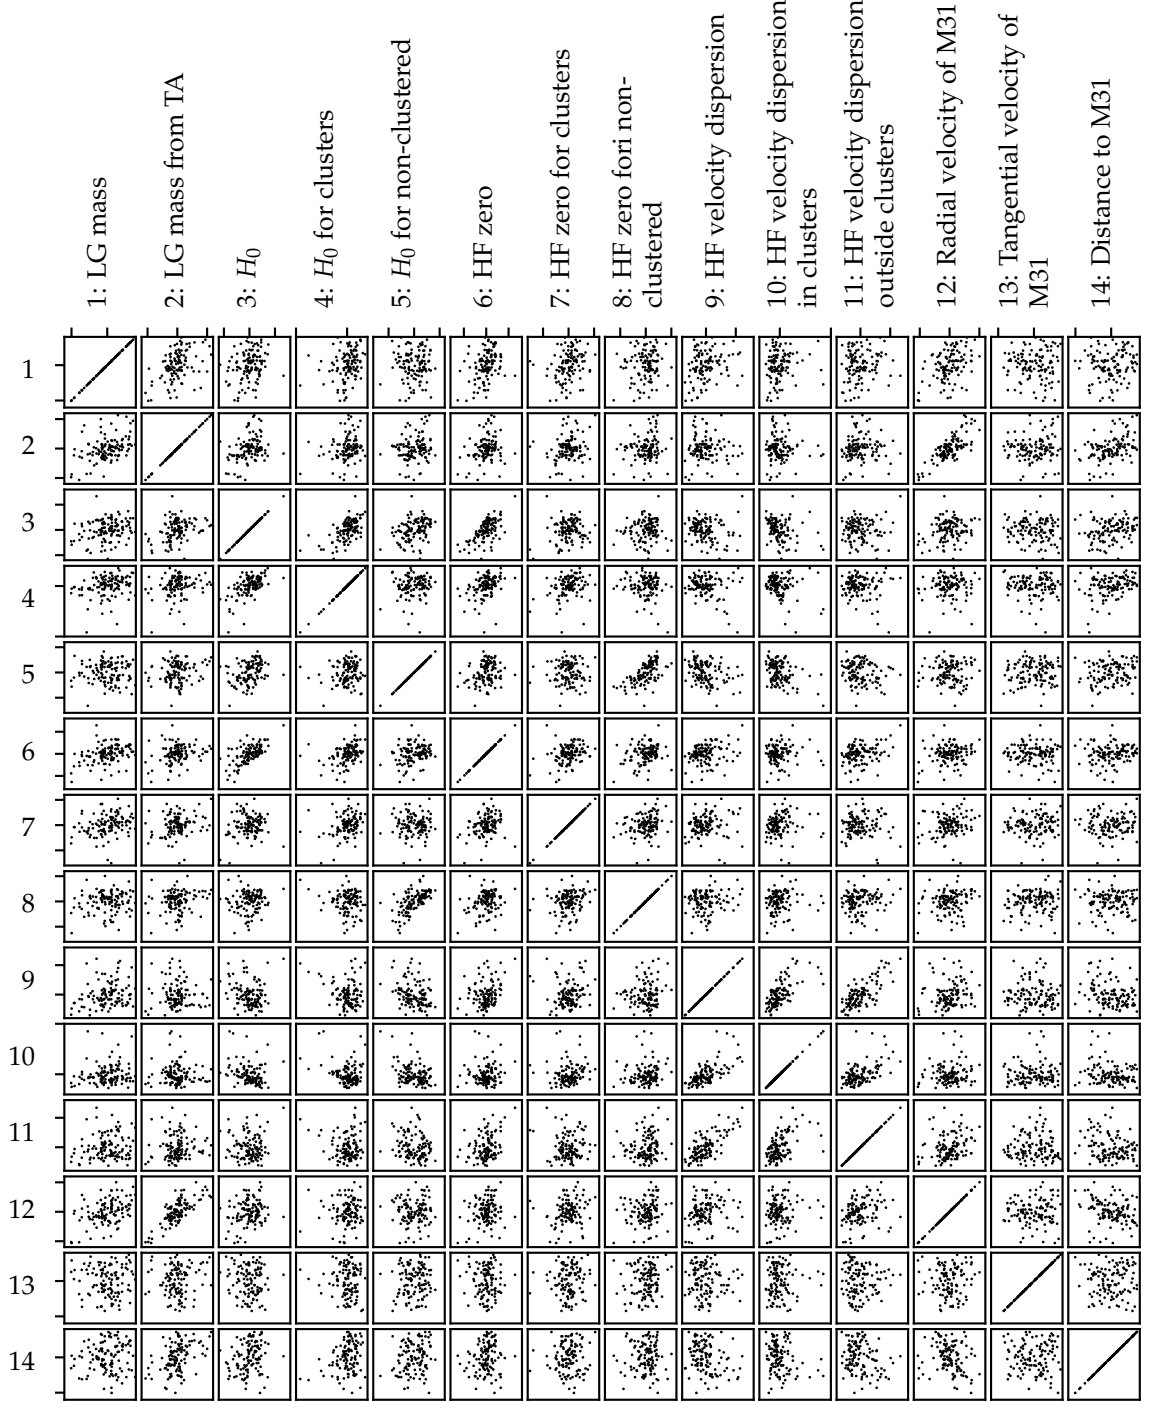 1: LG mass
2: LG mass from TA
3: H₀
4: H₀ for clusters
5: H₀ for non-clustered
6: HF zero
7: HF zero for clusters
8: HF zero fori non-
clustered
9: HF velocity dispersion
10: HF velocity dispersion
in clusters
11: HF velocity dispersion
outside clusters
12: Radial velocity of M31
13: Tangential velocity of
M31
14: Distance to M31
1
2
3
4
5
6
7
8
9
10
11
12
13
14